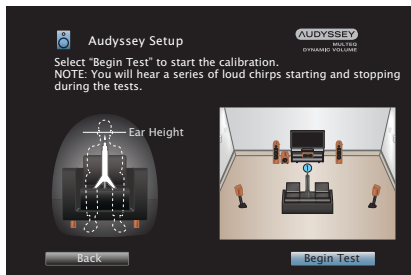 Audyssey Setup
AUDYSSEY
MULTEQ
DYNAMIC VOLUME
Select “Begin Test” to start the calibration.
NOTE: You will hear a series of loud chirps starting and stopping
during the tests.
Ear Height
Back
Begin Test